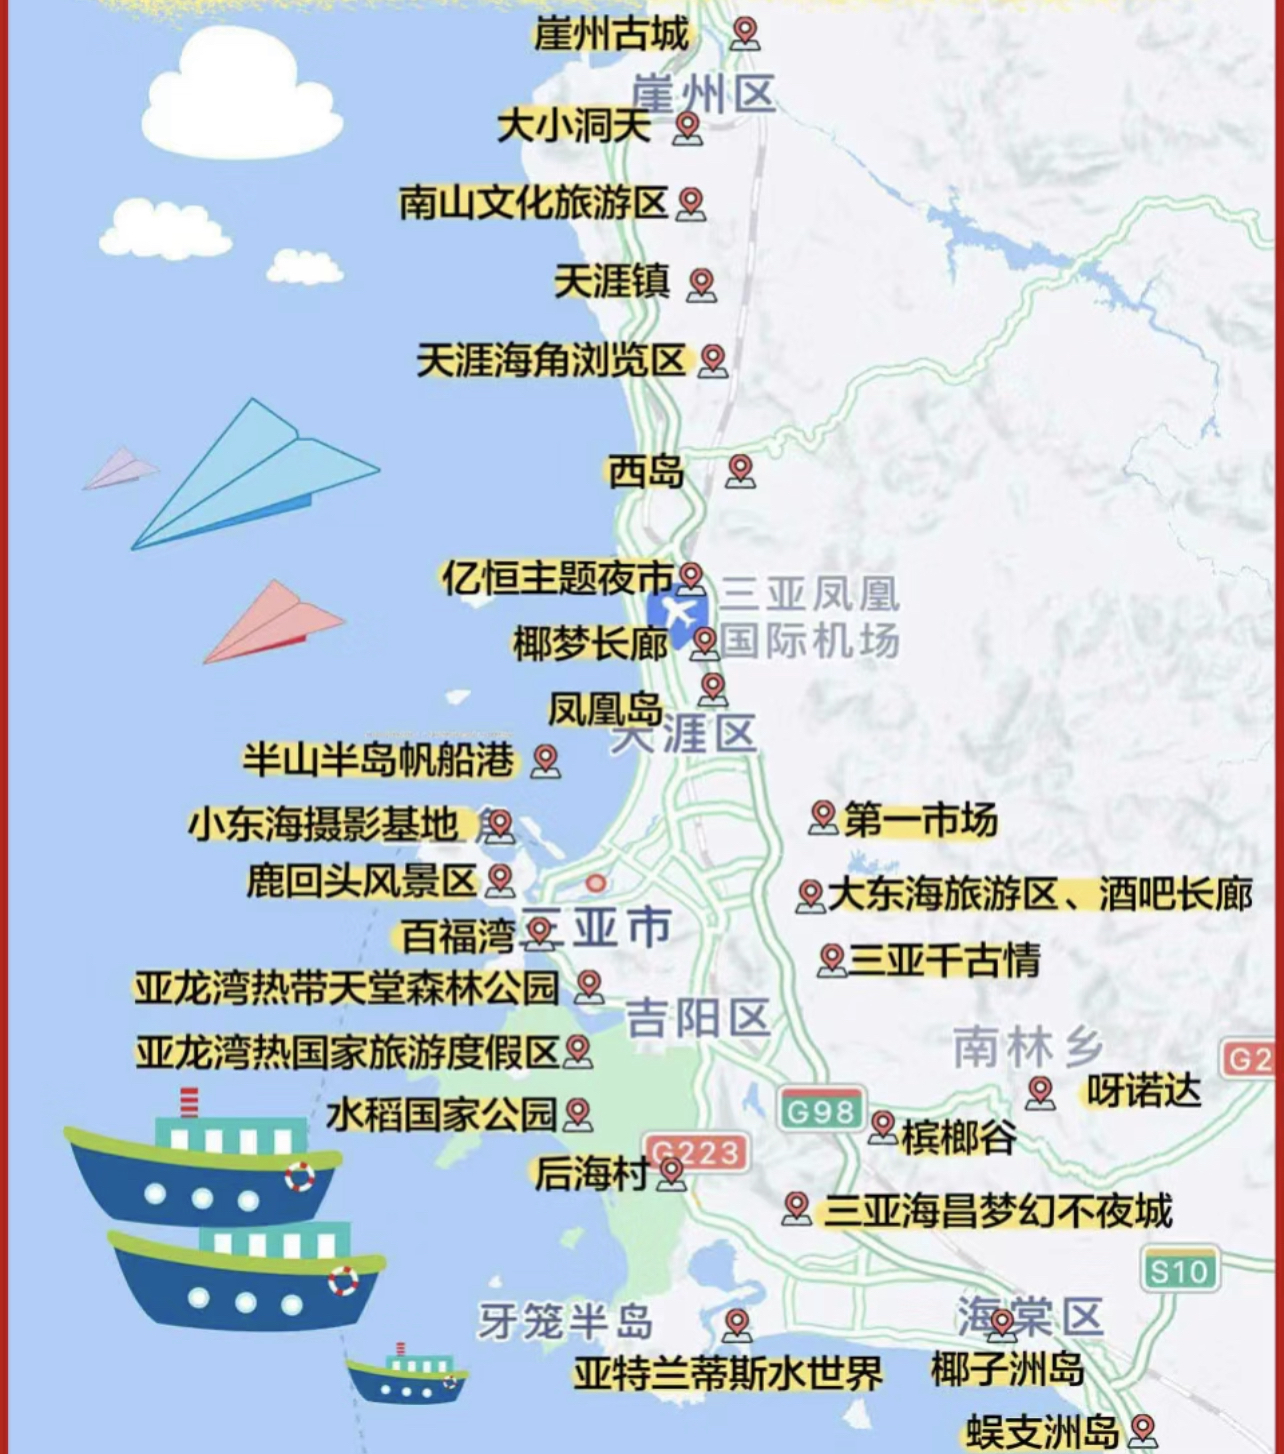 崖州古城
崖州区
大小洞天
南山文化旅游区
天涯镇
天涯海角浏览区
西岛
亿恒主题夜市
三亚凤凰
国际机场
椰梦长廊
凤凰岛
天涯区
半山半岛帆船港
第一市场
小东海摄影基地
鹿回头风景区
大东海旅游区、酒吧长廊
百福湾
三亚市
三亚千古情
亚龙湾热带天堂森林公园
吉阳区
亚龙湾热国家旅游度假区
南林乡
G2
呀诺达
水稻国家公园
G98
槟榔谷
G223
后海村
三亚海昌梦幻不夜城
S10
牙笼半岛
海棠区
亚特兰蒂斯水世界
椰子洲岛
蜈支洲岛